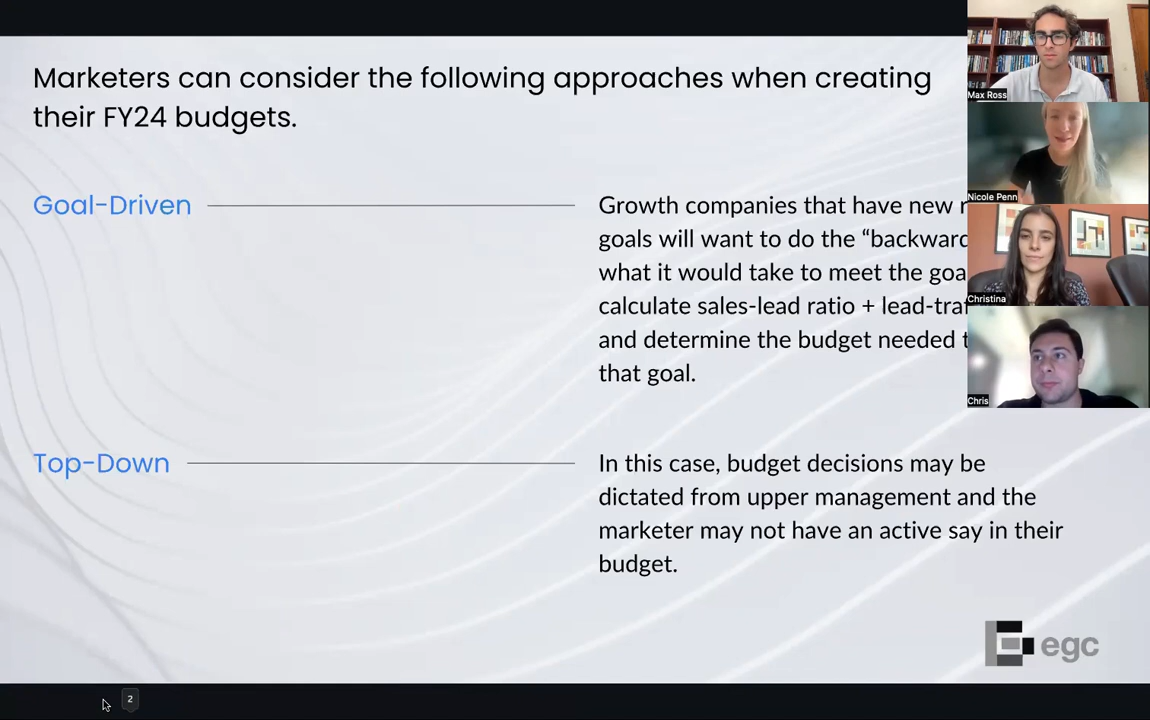 Marketers can consider the following approaches when creating
their FY24 budgets.
Goal-Driven
Growth companies that have new
goals will want to do the “backward
what it would take to meet the goa
calculate sales-lead ratio + lead-traf
and determine the budget needed
that goal.
Top-Down
In this case, budget decisions may be
dictated from upper management and the
marketer may not have an active say in their
budget.
egc
Max Ross
Nicole Penn
Christina
Chris
2